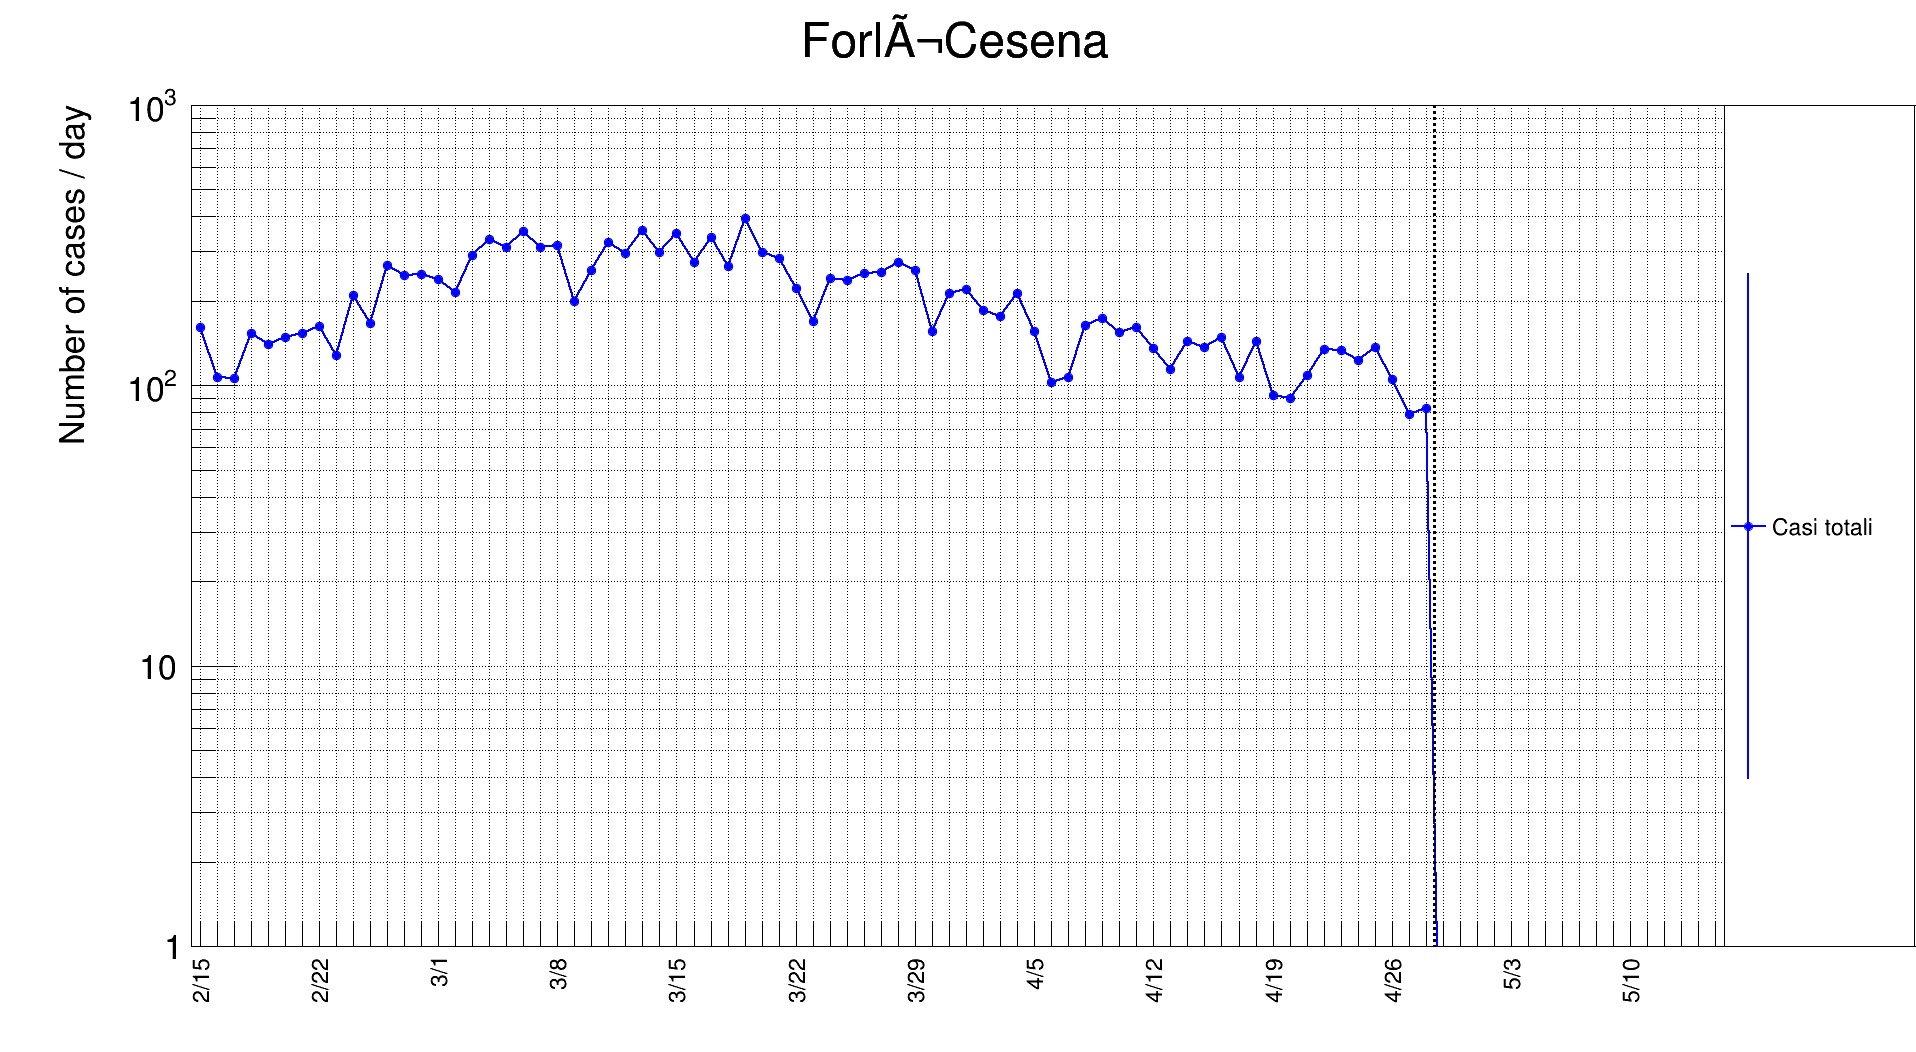 ForlÃ¬Cesena
Number of cases / day
10³
10²
10
1
2/15 2/22 3/1 3/8 3/15 3/22 3/29 4/5 4/12 4/19 4/26 5/3 5/10
Casi totali